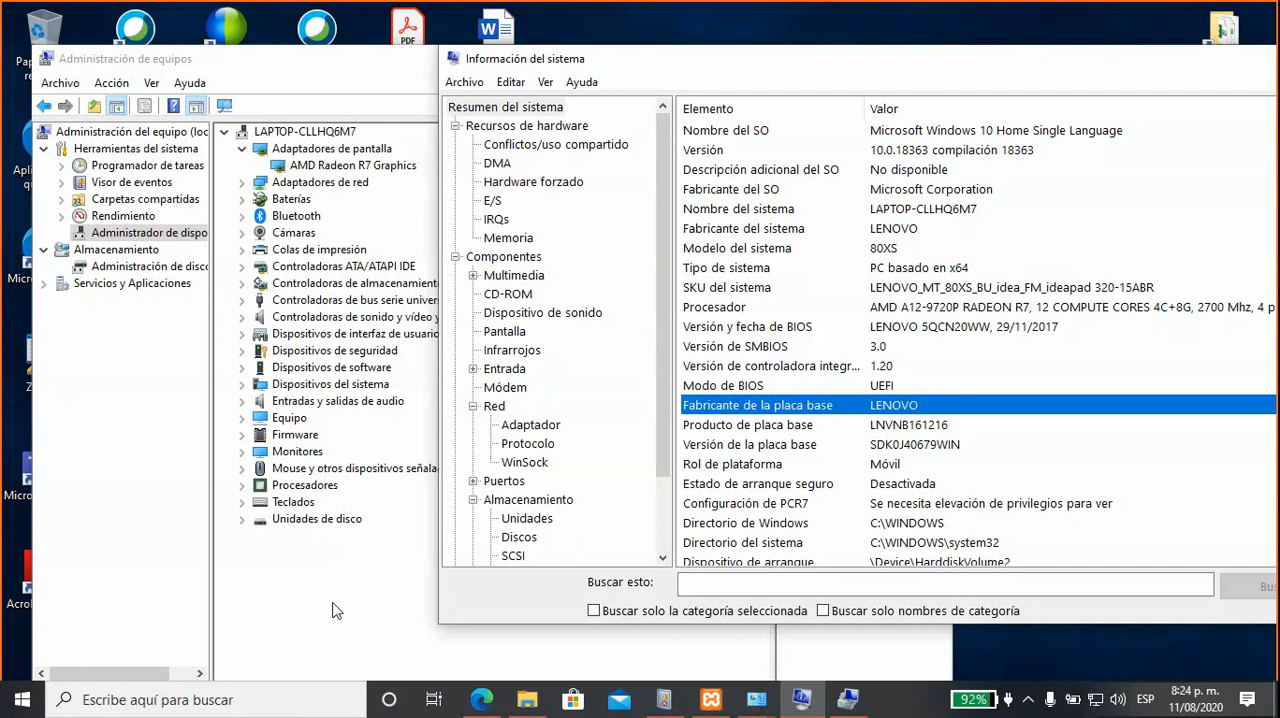 PDF
W
Pap
re
Aplic
qu
Mic
Z
Micro
Acro
Administración de equipos
Archivo Acción Ver Ayuda
Administración del equipo (loc
Herramientas del sistema
Programador de tareas
Visor de eventos
Carpetas compartidas
Rendimiento
Administrador de dispo
Almacenamiento
Administración de disco
Servicios y Aplicaciones
LAPTOP-CLLHQ6M7
Adaptadores de pantalla
AMD Radeon R7 Graphics
Adaptadores de red
Baterías
Bluetooth
Cámaras
Colas de impresión
Controladoras ATA/ATAPI IDE
Controladoras de almacenamiento
Controladoras de bus serie univer
Controladoras de sonido y vídeo y
Dispositivos de interfaz de usuario
Dispositivos de seguridad
Dispositivos de software
Dispositivos del sistema
Entradas y salidas de audio
Equipo
Firmware
Monitores
Mouse y otros dispositivos señala
Procesadores
Teclados
Unidades de disco
Información del sistema
Archivo Editar Ver Ayuda
Resumen del sistema
Recursos de hardware
Conflictos/uso compartido
DMA
Hardware forzado
E/S
IRQs
Memoria
Componentes
Multimedia
CD-ROM
Dispositivo de sonido
Pantalla
Infrarrojos
Entrada
Módem
Red
Adaptador
Protocolo
WinSock
Puertos
Almacenamiento
Unidades
Discos
SCSI
Elemento Valor
Nombre del SO Microsoft Windows 10 Home Single Language
Versión 10.0.18363 compilación 18363
Descripción adicional del SO No disponible
Fabricante del SO Microsoft Corporation
Nombre del sistema LAPTOP-CLLHQ6M7
Fabricante del sistema LENOVO
Modelo del sistema 80XS
Tipo de sistema PC basado en x64
SKU del sistema LENOVO_MT_80XS_BU_idea_FM_ideapad 320-15ABR
Procesador AMD A12-9720P RADEON R7, 12 COMPUTE CORES 4C+8G, 2700 Mhz, 4 p
Versión y fecha de BIOS LENOVO 5QCN20WW, 29/11/2017
Versión de SMBIOS 3.0
Versión de controladora integr... 1.20
Modo de BIOS UEFI
Fabricante de la placa base LENOVO
Producto de placa base LNVNB161216
Versión de la placa base SDK0J40679WIN
Rol de plataforma Móvil
Estado de arranque seguro Desactivada
Configuración de PCR7 Se necesita elevación de privilegios para ver
Directorio de Windows C:\WINDOWS
Directorio del sistema C:\WINDOWS\system32
Dispositivo de arranque \Device\HarddiskVolume2
Buscar esto: Bus
Buscar solo la categoría seleccionada Buscar solo nombres de categoría
Escribe aquí para buscar
92% ESP
8:24 p. m.
11/08/2020